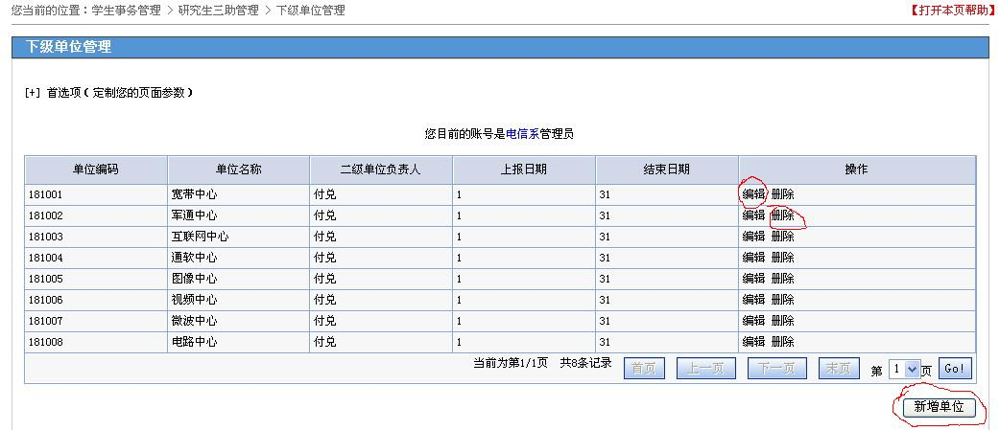 您当前的位置：学生事务管理 > 研究生三助管理 > 下级单位管理 【打开本页帮助】
下级单位管理
[+] 首选项（定制您的页面参数）
您目前的账号是电信系管理员
单位编码 单位名称 二级单位负责人 上报日期 结束日期 操作
181001 宽带中心 付兑 1 31 编辑 删除
181002 军通中心 付兑 1 31 编辑 删除
181003 互联网中心 付兑 1 31 编辑 删除
181004 通软中心 付兑 1 31 编辑 删除
181005 图像中心 付兑 1 31 编辑 删除
181006 视频中心 付兑 1 31 编辑 删除
181007 微波中心 付兑 1 31 编辑 删除
181008 电路中心 付兑 1 31 编辑 删除
当前为第1/1页 共8条记录 首页 上一页 下一页 末页 第 1 页 Go!
新增单位